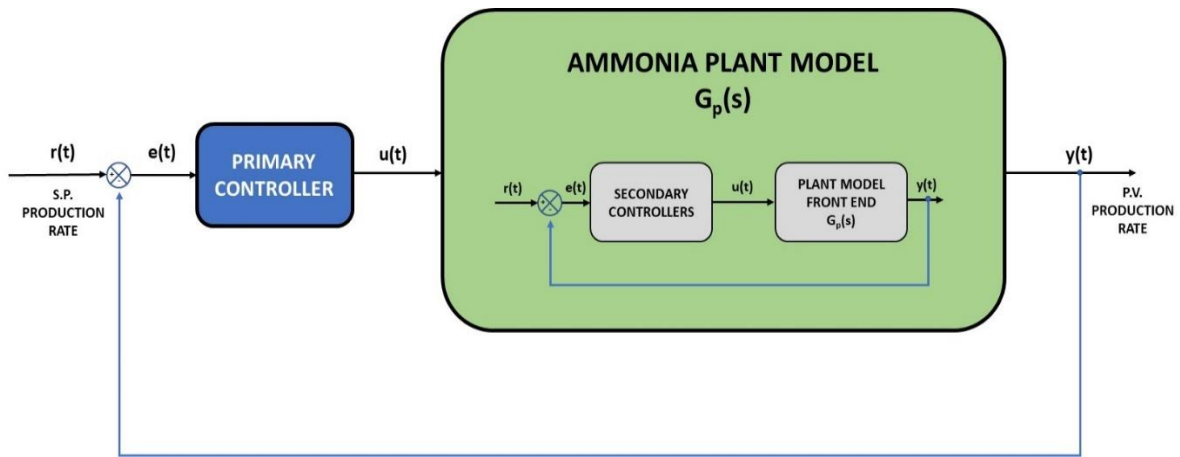 AMMONIA PLANT MODEL
Gp(s)
r(t)
e(t)
PRIMARY
CONTROLLER
u(t)
y(t)
S.P.
PRODUCTION
RATE
P.V.
PRODUCTION
RATE
r(t)
e(t)
SECONDARY
CONTROLLERS
u(t)
PLANT MODEL
FRONT END
Gp(s)
y(t)